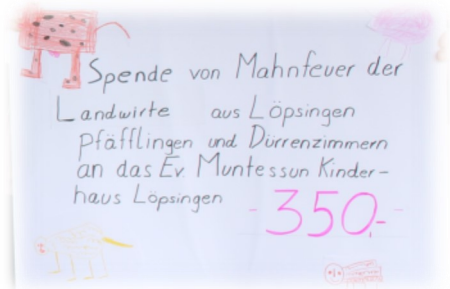 Spende von Mahnfeuer der
Landwirte aus Löpsingen
Pfäfflingen und Dürrenzimmern
an das Ev. Muntessun Kinder-
haus Löpsingen
350,-